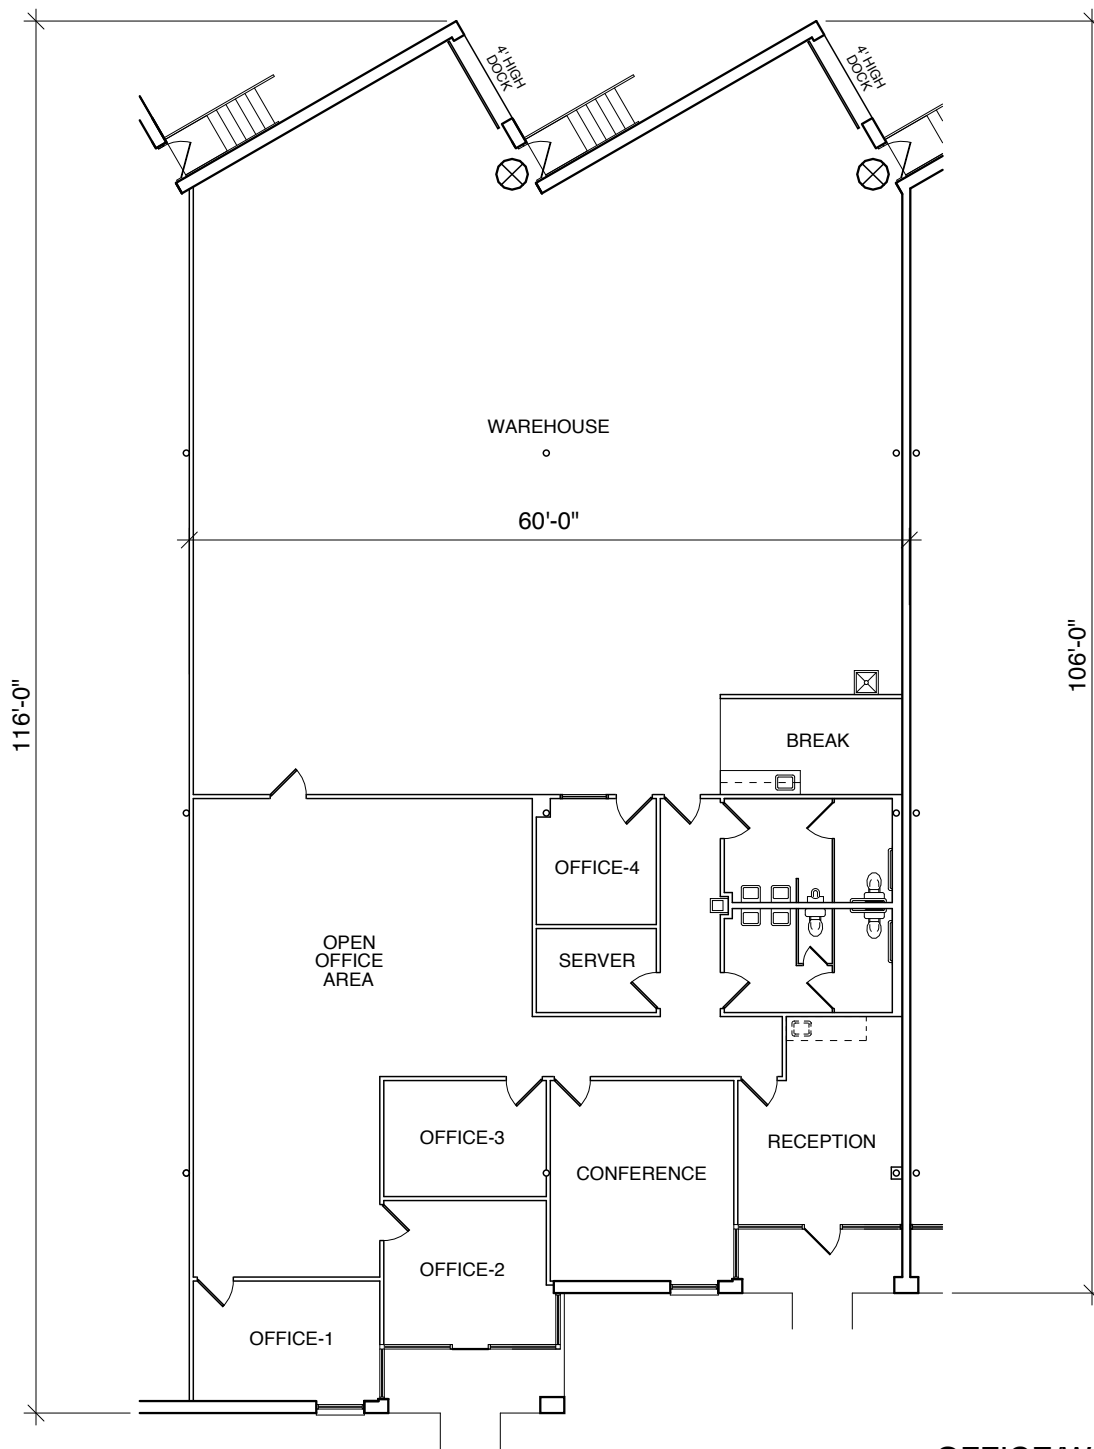 4' HIGH
DOCK
4' HIGH
DOCK
WAREHOUSE
60'-0"
116'-0"
106'-0"
BREAK
OFFICE-4
OPEN
OFFICE
AREA
SERVER
OFFICE-3
RECEPTION
CONFERENCE
OFFICE-2
OFFICE-1